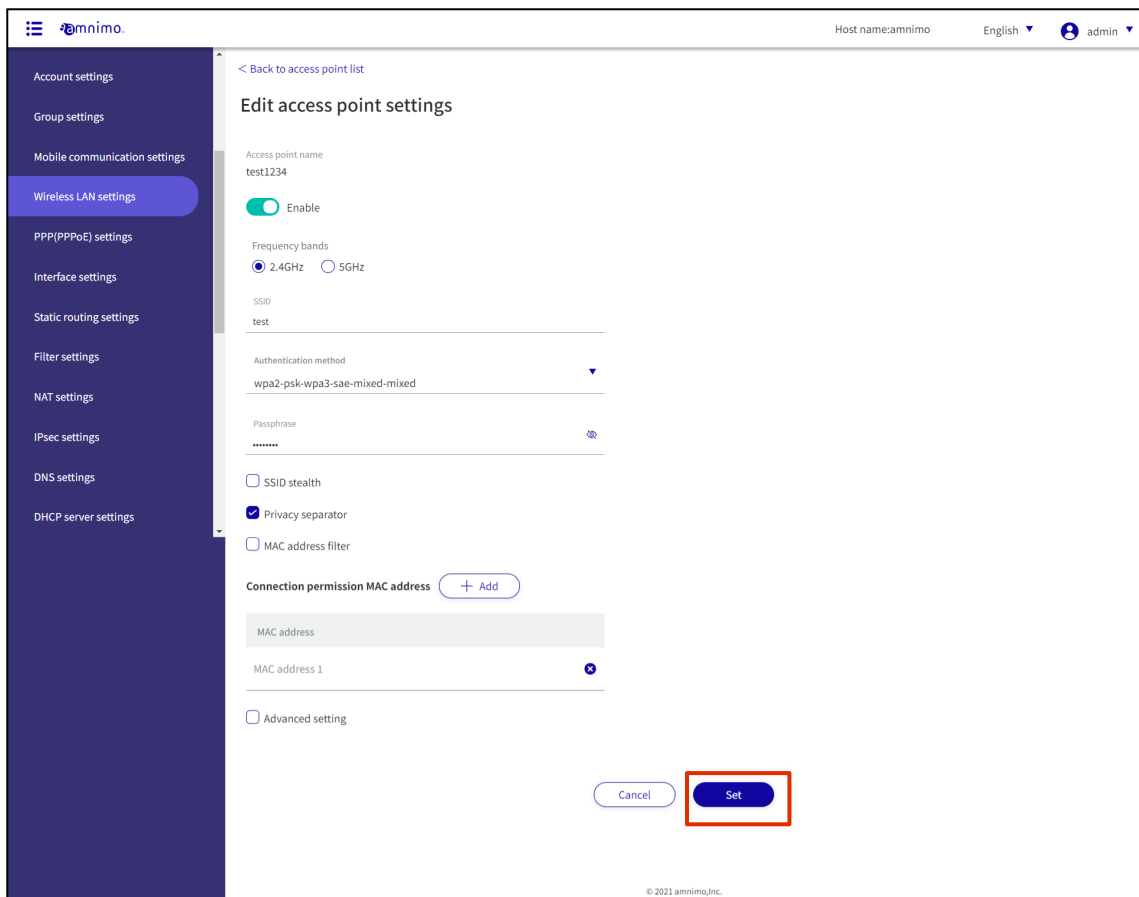 amnimo
Host name:amnimo
English
admin
Account settings
Group settings
Mobile communication settings
Wireless LAN settings
PPP(PPPoE) settings
Interface settings
Static routing settings
Filter settings
NAT settings
IPsec settings
DNS settings
DHCP server settings
< Back to access point list
Edit access point settings
Access point name
test1234
Enable
Frequency bands
2.4GHz 5GHz
SSID
test
Authentication method
wpa2-psk-wpa3-sae-mixed-mixed
Passphrase
••••••••
SSID stealth
Privacy separator
MAC address filter
Connection permission MAC address + Add
MAC address
MAC address 1
Advanced setting
Cancel Set
© 2021 amnimo,Inc.